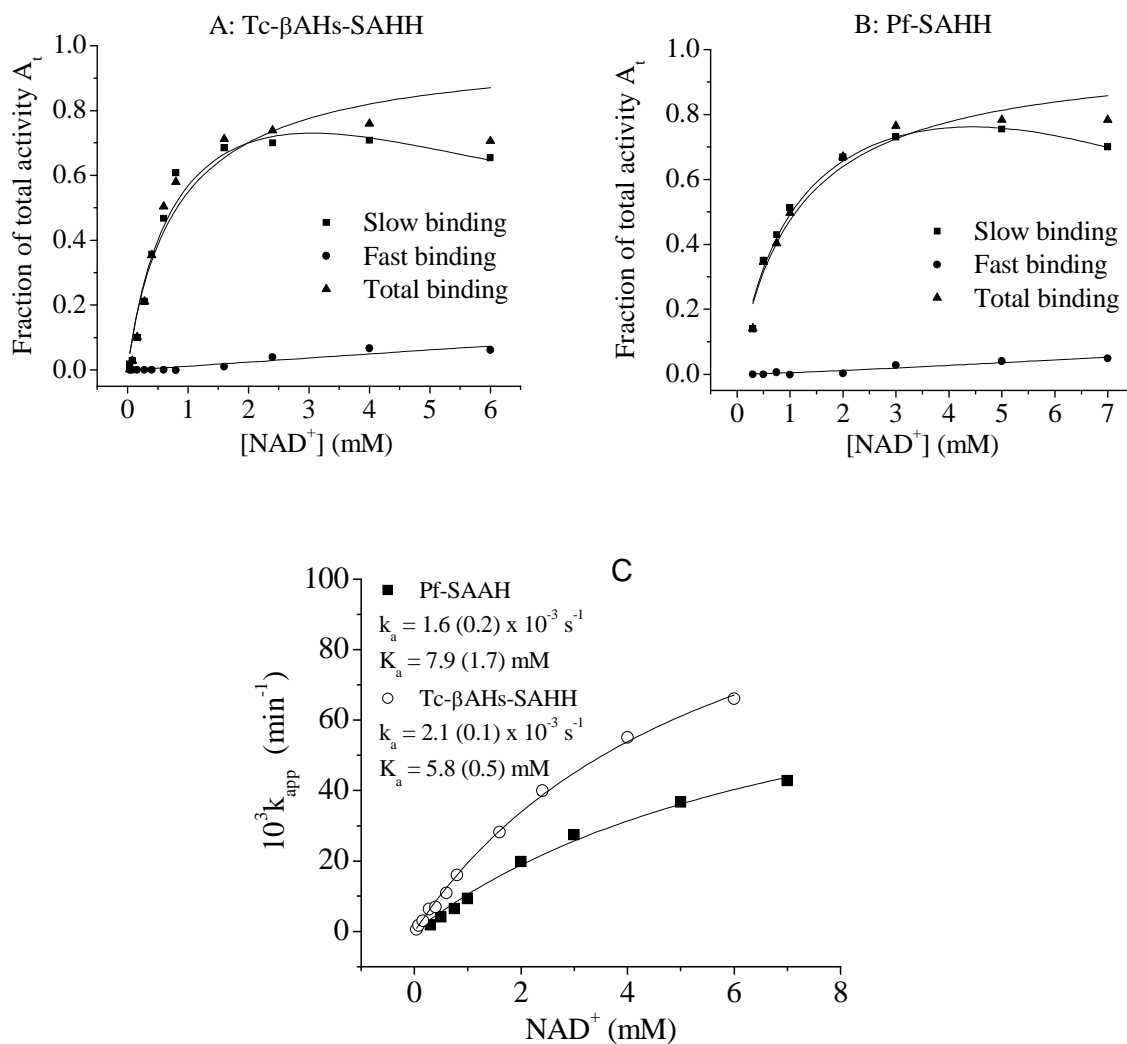 A: Tc-βAHs-SAHH
Fraction of total activity A_t
1.0
0.8
0.6
0.4
0.2
0.0
■ Slow binding
● Fast binding
▲ Total binding
0 1 2 3 4 5 6
[NAD⁺] (mM)
B: Pf-SAHH
Fraction of total activity A_t
1.0
0.8
0.6
0.4
0.2
0.0
■ Slow binding
● Fast binding
▲ Total binding
0 1 2 3 4 5 6 7
[NAD⁺] (mM)
C
10³k_app (min⁻¹)
100
80
60
40
20
0
■ Pf-SAAH
k_a = 1.6 (0.2) x 10⁻³ s⁻¹
K_a = 7.9 (1.7) mM
○ Tc-βAHs-SAHH
k_a = 2.1 (0.1) x 10⁻³ s⁻¹
K_a = 5.8 (0.5) mM
0 2 4 6 8
NAD⁺ (mM)